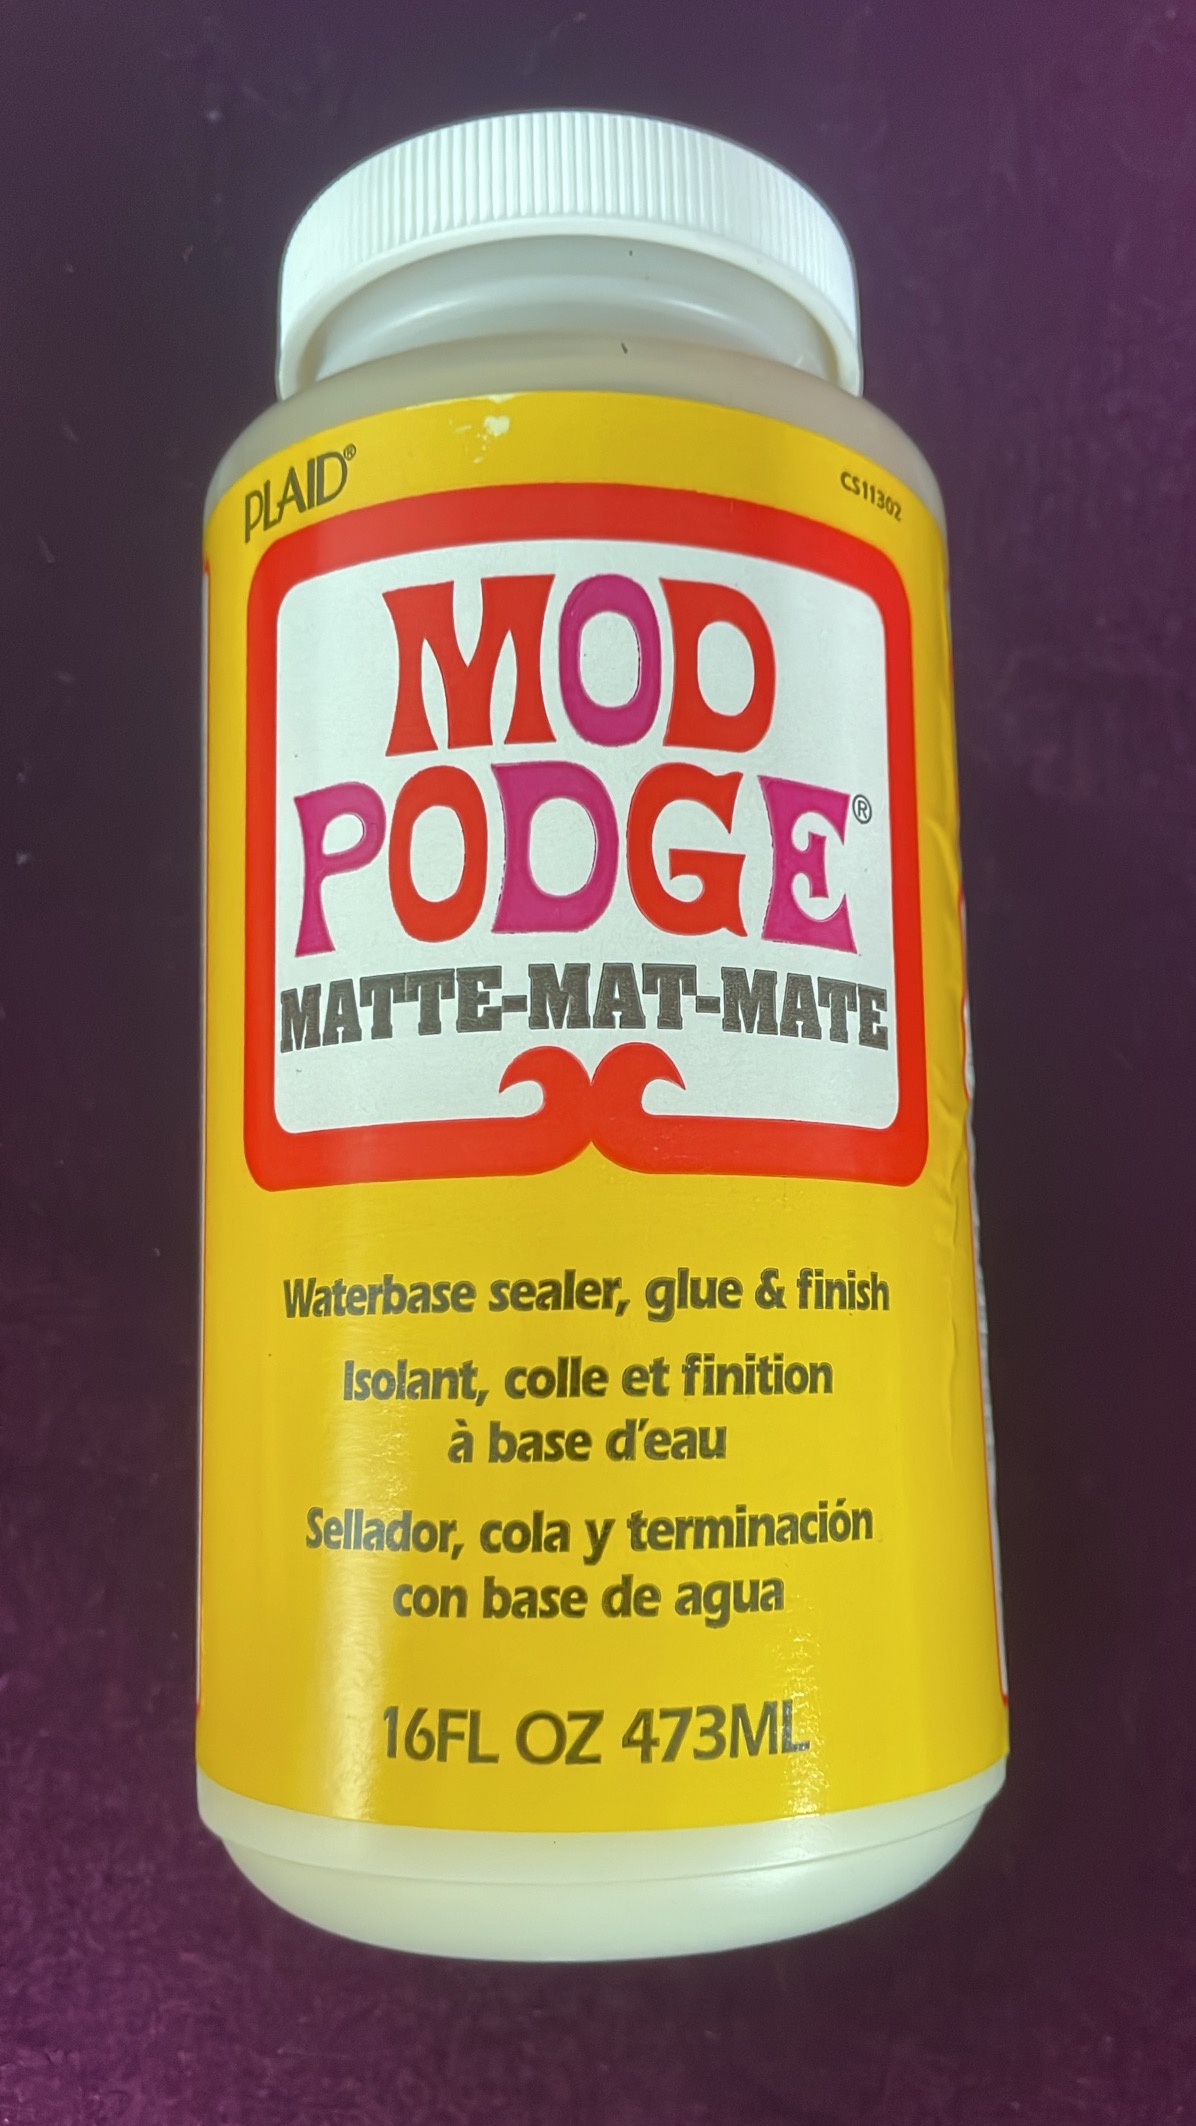 PLAID®
CS11302
MOD
PODGE®
MATTE-MAT-MATE
Waterbase sealer, glue & finish
Isolant, colle et finition
à base d'eau
Sellador, cola y terminación
con base de agua
16FL OZ 473ML